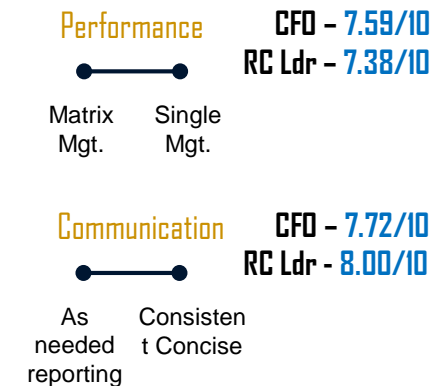 Performance
CFO – 7.59/10
RC Ldr – 7.38/10
Matrix
Mgt.
Single
Mgt.
Communication
CFO – 7.72/10
RC Ldr - 8.00/10
As
needed
reporting
Consisten
t Concise